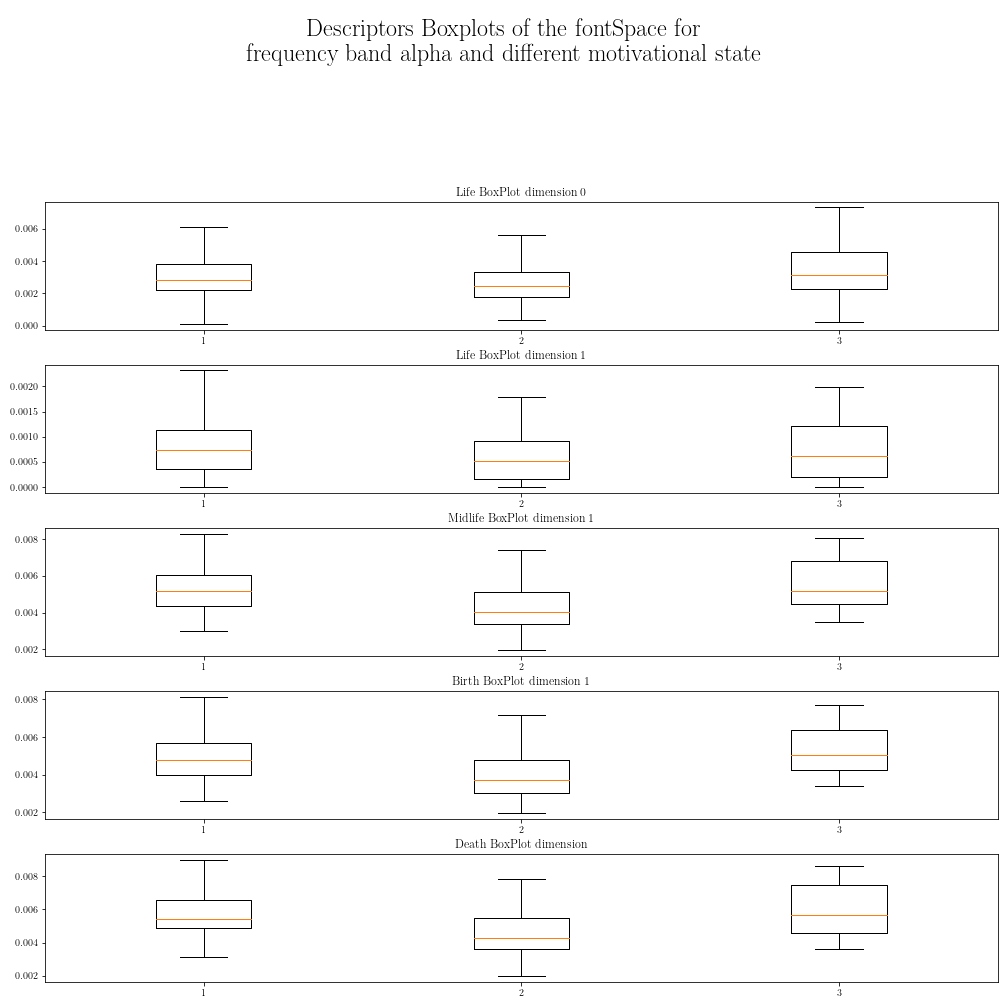 Descriptors Boxplots of the fontSpace for
frequency band alpha and different motivational state
Life BoxPlot dimension 0
0.006
0.004
0.002
0.000
1 2 3
Life BoxPlot dimension 1
0.0020
0.0015
0.0010
0.0005
0.0000
1 2 3
Midlife BoxPlot dimension 1
0.008
0.006
0.004
0.002
1 2 3
Birth BoxPlot dimension 1
0.008
0.006
0.004
0.002
1 2 3
Death BoxPlot dimension
0.008
0.006
0.004
0.002
1 2 3